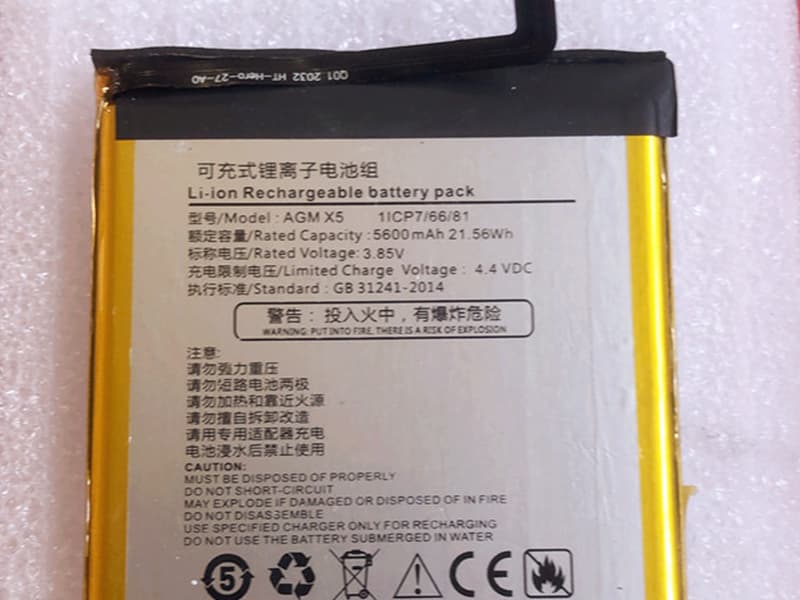 Q01 2032 HT-Hero-27-A0
可充式锂离子电池组
Li-ion Rechargeable battery pack
型号/Model : AGM X5 1ICP7/66/81
额定容量/Rated Capacity : 5600mAh 21.56Wh
标称电压/Rated Voltage: 3.85V
充电限制电压/Limited Charge Voltage : 4.4 VDC
执行标准/Standard : GB 31241-2014
警告： 投入火中，有爆炸危险
WARNING: PUT INTO FIRE, THERE IS A RISK OF EXPLOSION
注意:
请勿强力重压
请勿短路电池两极
请勿加热和靠近火源
请勿擅自拆卸改造
请用专用适配器充电
电池浸水后禁止使用
CAUTION:
MUST BE DISPOSED OF PROPERLY
DO NOT SHORT-CIRCUIT
MAY EXPLODE IF DAMAGED OR DISPOSED OF IN FIRE
DO NOT DISASSEMBLE
USE SPECIFIED CHARGER ONLY FOR RECHARGING
DO NOT USE THE BATTERY SUBMERGED IN WATER
5 CE